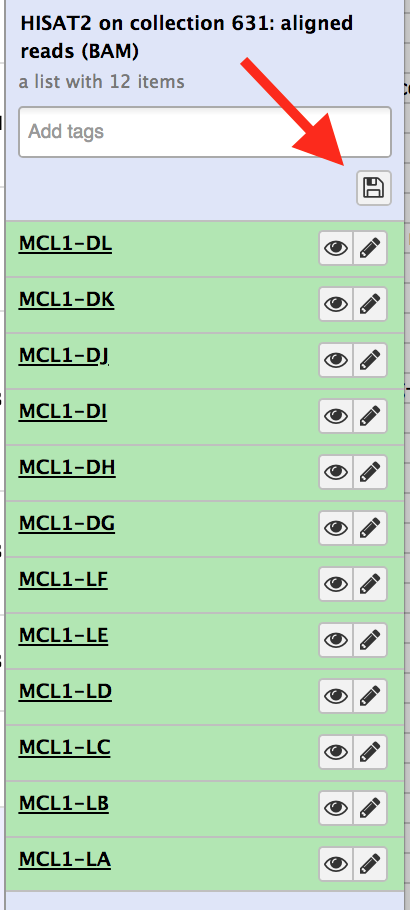 HISAT2 on collection 631: aligned
reads (BAM)
a list with 12 items
Add tags
MCL1-DL
MCL1-DK
MCL1-DJ
MCL1-DI
MCL1-DH
MCL1-DG
MCL1-LF
MCL1-LE
MCL1-LD
MCL1-LC
MCL1-LB
MCL1-LA